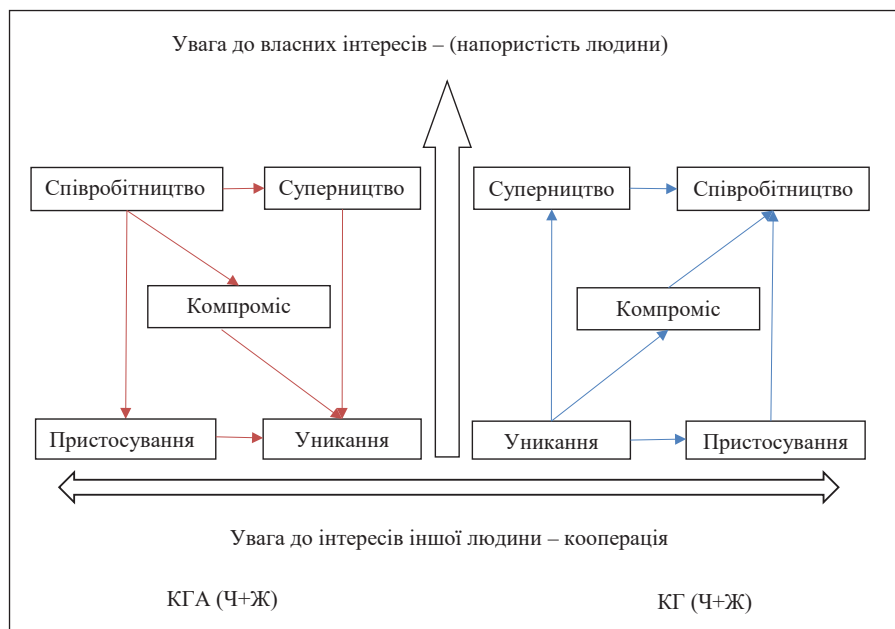 Увага до власних інтересів – (напористість людини)
Співробітництво
Суперництво
Суперництво
Співробітництво
Компроміс
Компроміс
Пристосування
Уникання
Уникання
Пристосування
Увага до інтересів іншої людини – кооперація
КГА (Ч+Ж)
КГ (Ч+Ж)